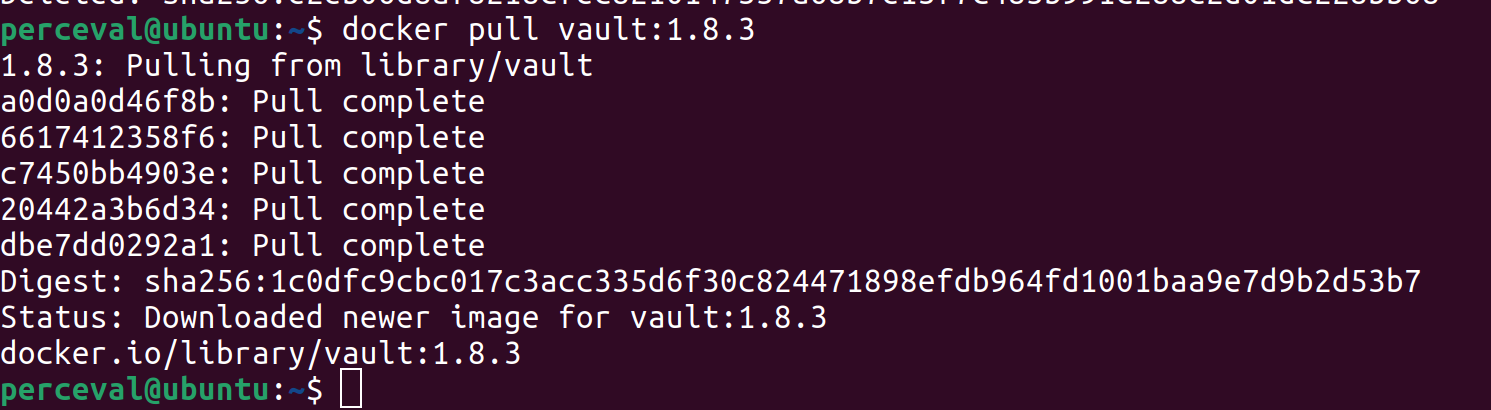 perceval@ubuntu:~$ docker pull vault:1.8.3
1.8.3: Pulling from library/vault
a0d0a0d46f8b: Pull complete
6617412358f6: Pull complete
c7450bb4903e: Pull complete
20442a3b6d34: Pull complete
dbe7dd0292a1: Pull complete
Digest: sha256:1c0dfc9cbc017c3acc335d6f30c824471898efdb964fd1001baa9e7d9b2d53b7
Status: Downloaded newer image for vault:1.8.3
docker.io/library/vault:1.8.3
perceval@ubuntu:~$